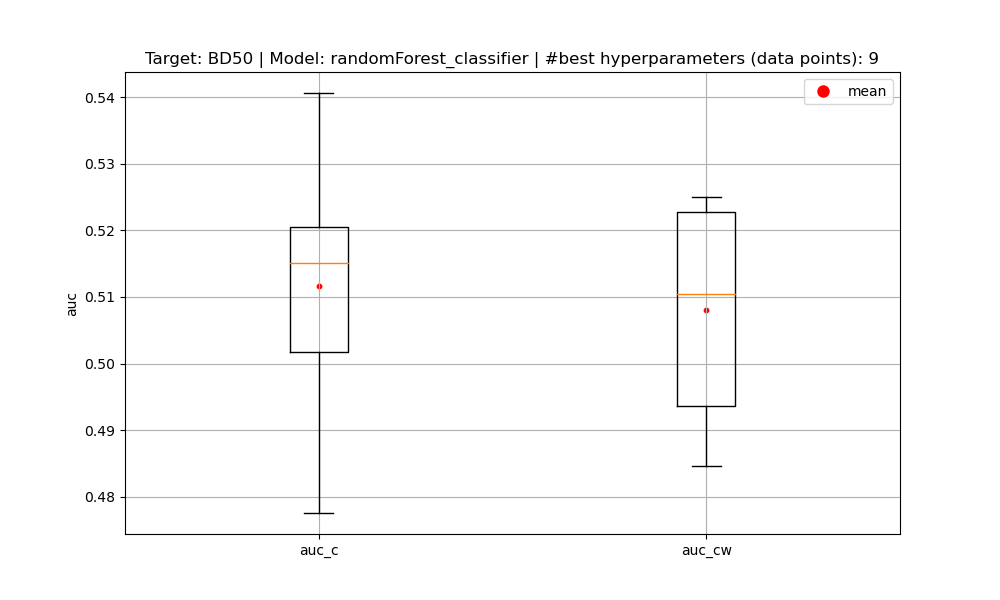 Target: BD50 | Model: randomForest_classifier | #best hyperparameters (data points): 9
mean
0.54
0.53
0.52
0.51
0.50
0.49
0.48
auc
auc_c
auc_cw